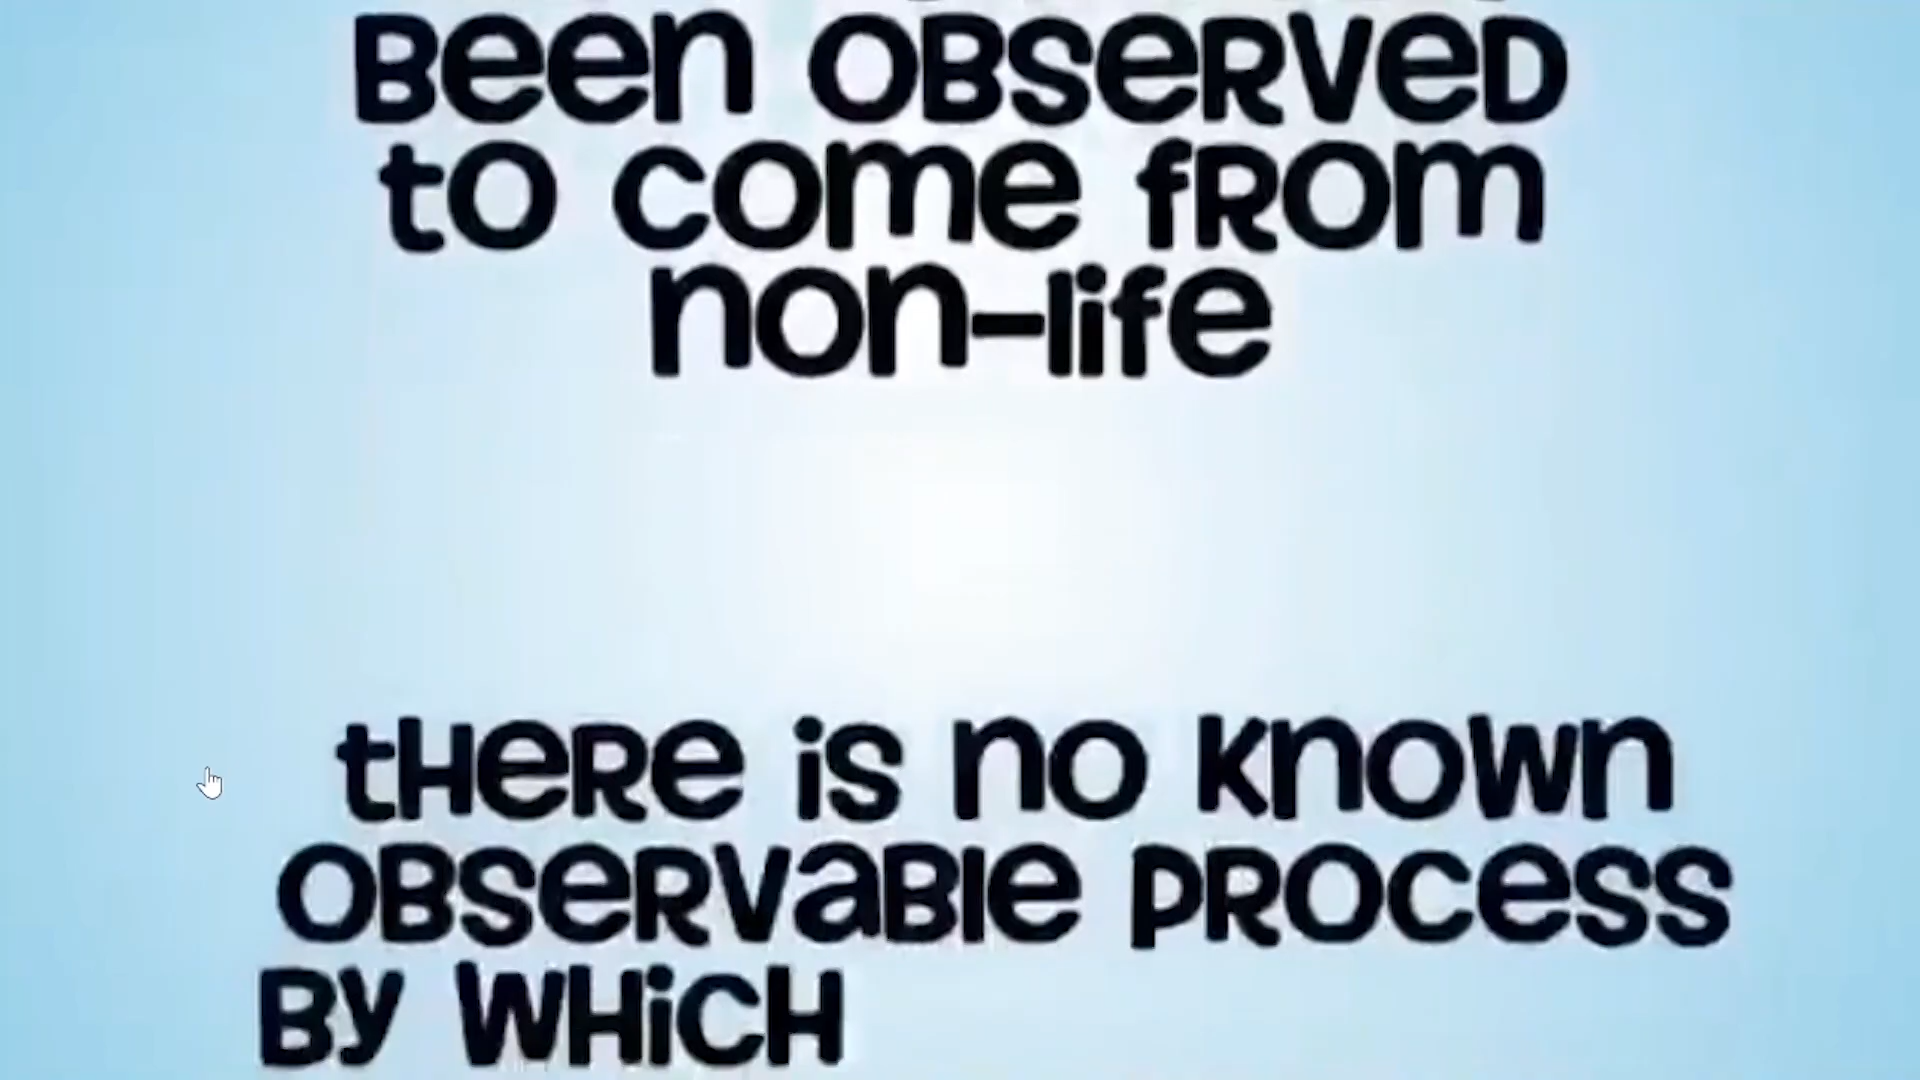 Been observed
to come from
non-life
there is no known
observable process
by which